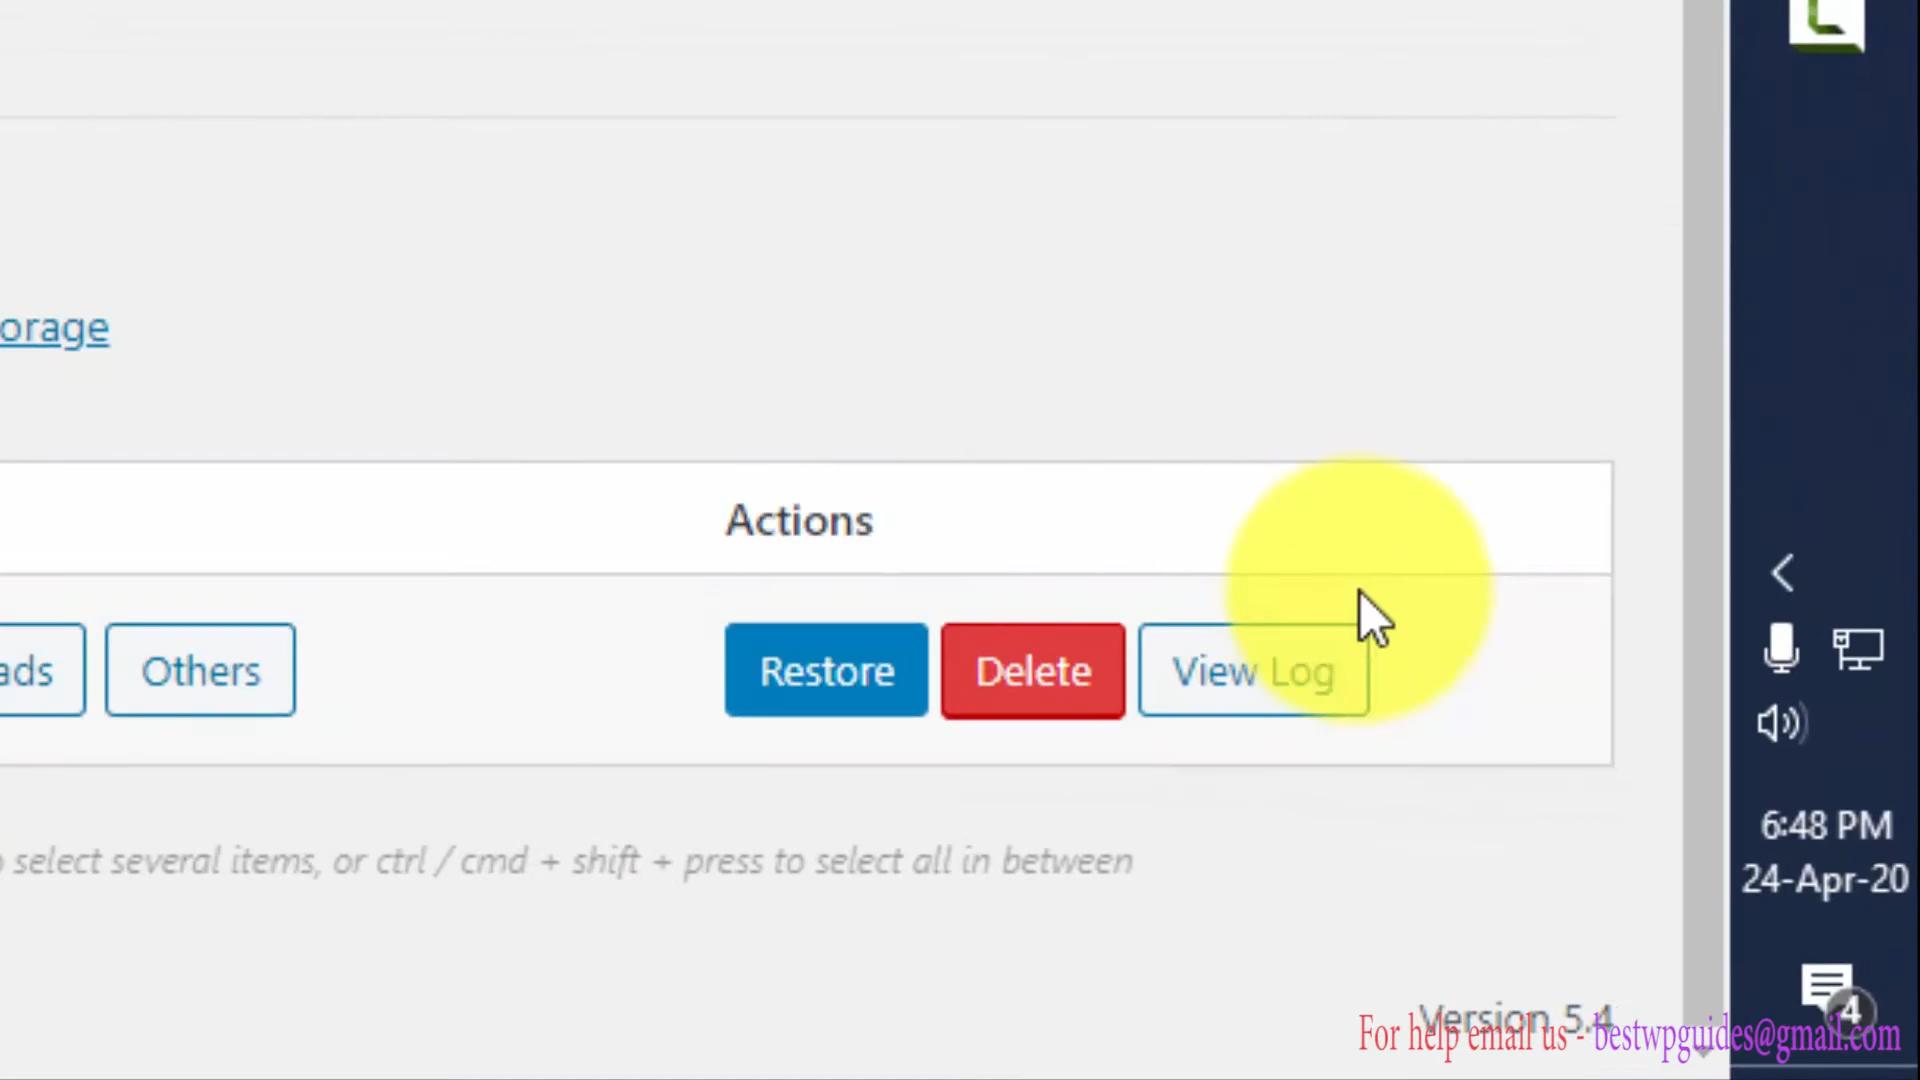 orage
Actions
ads
Others
Restore
Delete
View Log
select several items, or ctrl / cmd + shift + press to select all in between
6:48 PM
24-Apr-20
4
Version 5.4
For help email us - bestwpguides@gmail.com